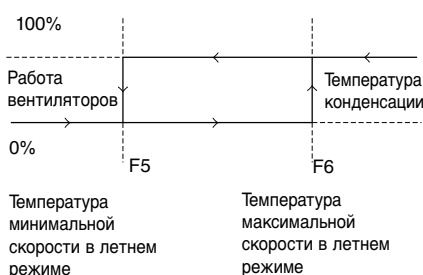 100%
Работа
вентиляторов
Температура
конденсации
0%
F5
F6
Температура
минимальной
скорости в летнем
режиме
Температура
максимальной
скорости в летнем
режиме